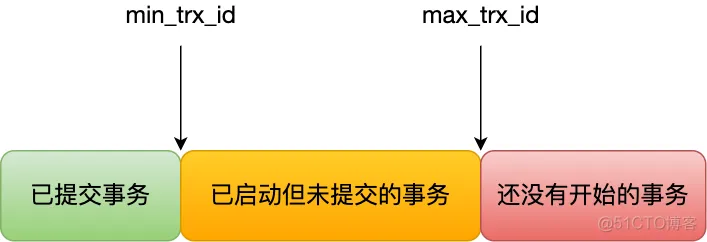 min_trx_id
max_trx_id
已提交事务
已启动但未提交的事务
还没有开始的事务
@51CTO博客